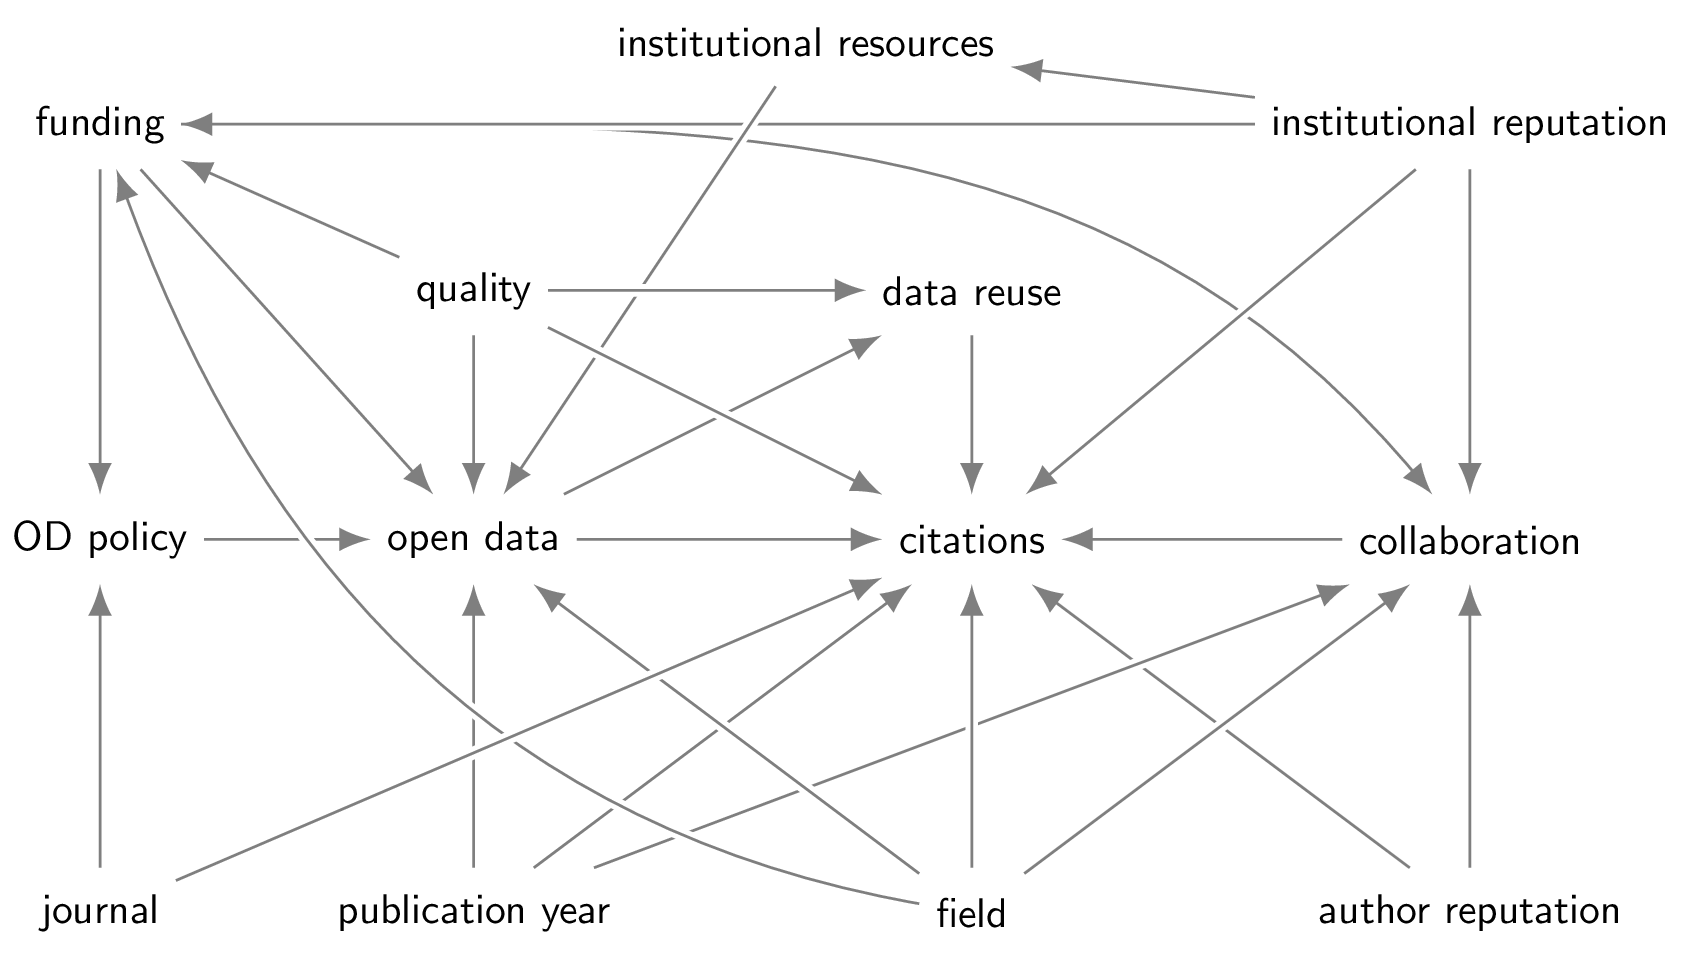 institutional resources
funding
institutional reputation
quality
data reuse
OD policy
open data
citations
collaboration
journal
publication year
field
author reputation